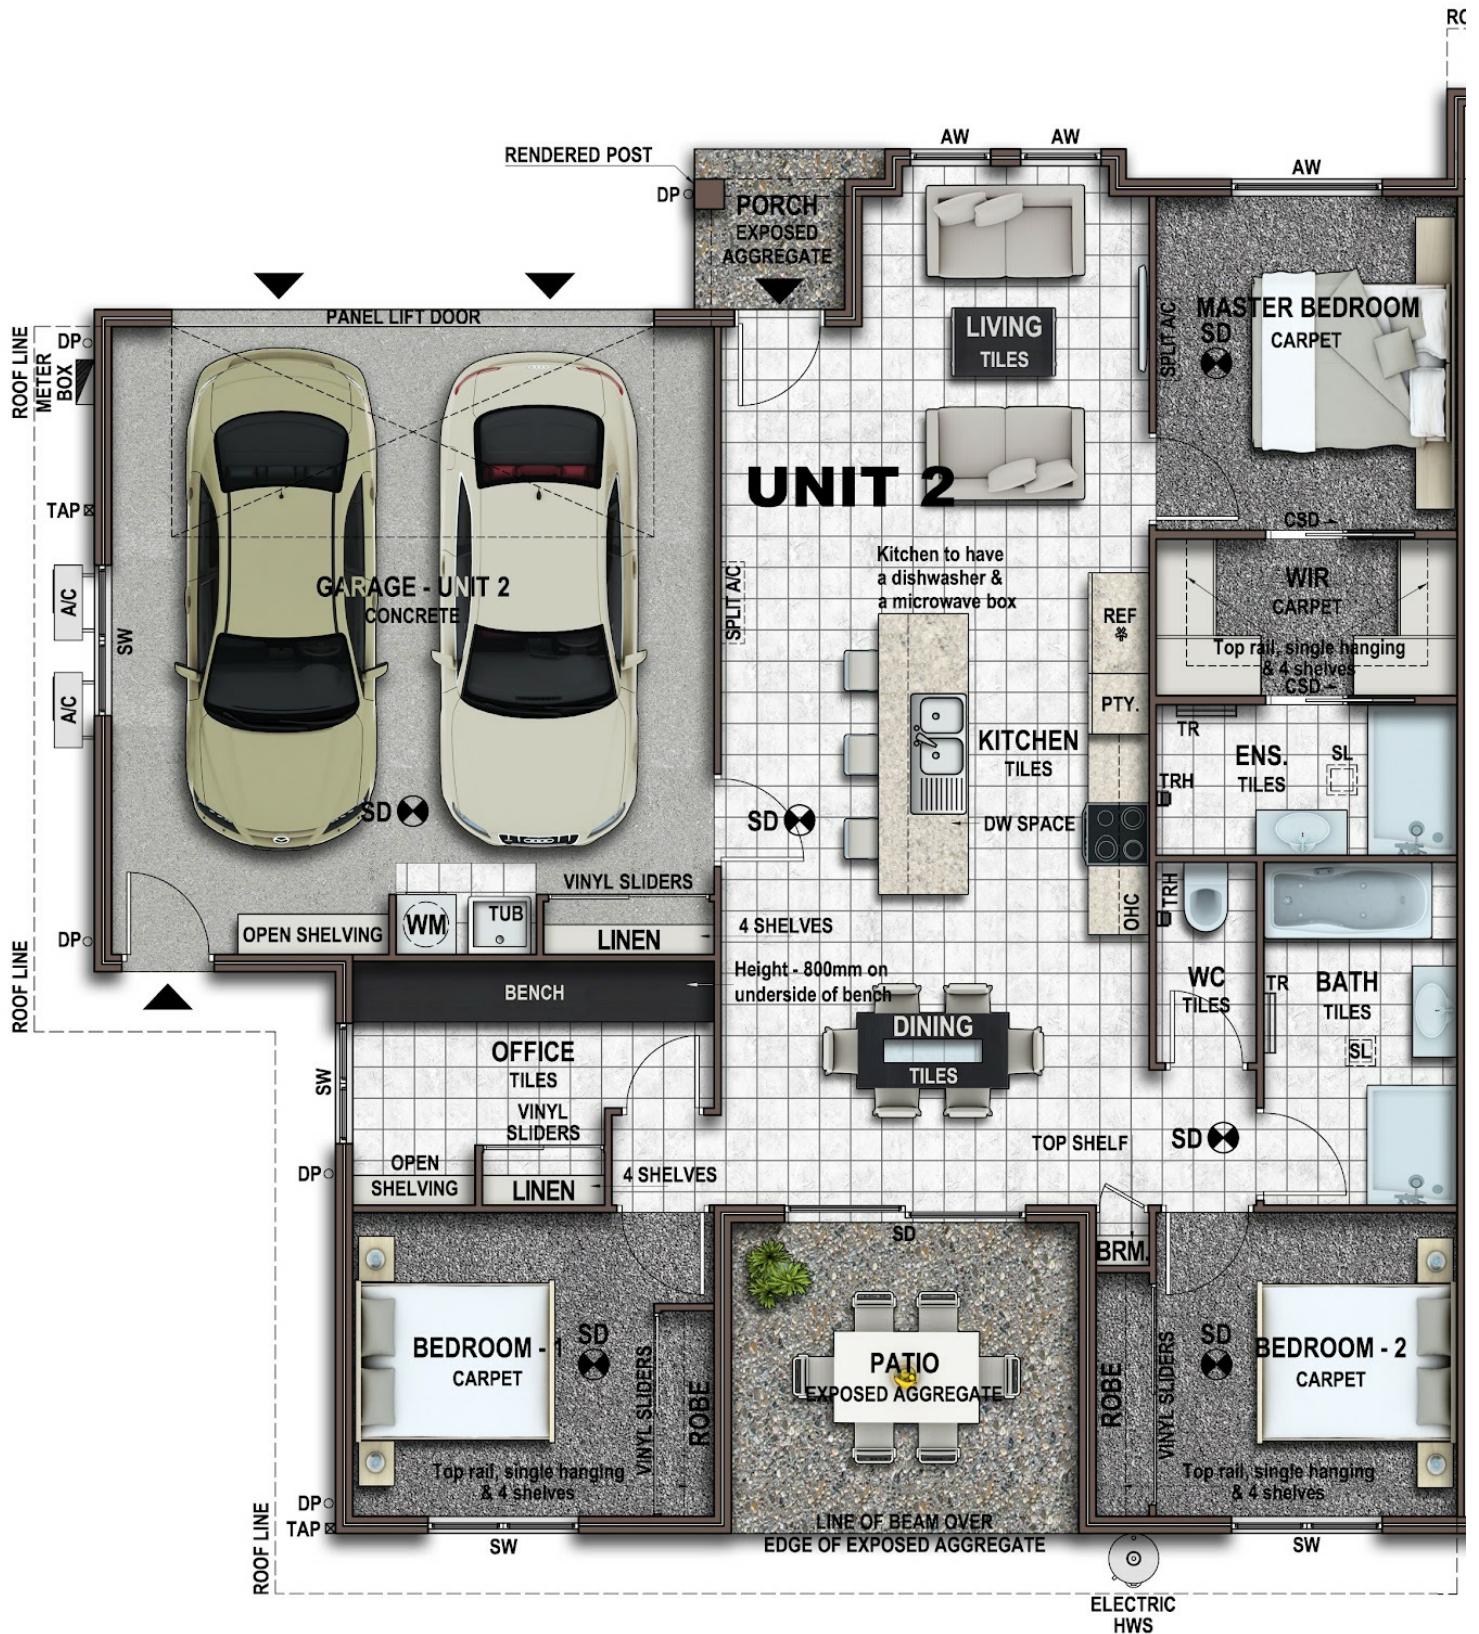 RO
AW
AW
RENDERED POST
AW
DP
PORCH
EXPOSED
AGGREGATE
MASTER BEDROOM
SD
CARPET
SPLIT A/C
PANEL LIFT DOOR
LIVING
TILES
ROOF LINE
DP
METER
BOX
UNIT 2
TAP
CSD
Kitchen to have
a dishwasher &
a microwave box
GARAGE - UNIT 2
CONCRETE
A/C
A/C
SW
SPLIT A/C
REF
PTY.
WIR
CARPET
Top rail, single hanging
& 4 shelves
CSD
TR
KITCHEN
TILES
ENS.
TILES
SL
TRH
SD
SD
DW SPACE
VINYL SLIDERS
TRH
OHC
WM
TUB
OPEN SHELVING
LINEN
4 SHELVES
DP
ROOF LINE
Height - 800mm on
underside of bench
BENCH
WC
TILES
TR
BATH
TILES
DINING
TILES
OFFICE
TILES
SW
SL
VINYL
SLIDERS
TOP SHELF
SD
OPEN
SHELVING
DP
LINEN
4 SHELVES
SD
BRM.
BEDROOM - 1
CARPET
SD
VINYL SLIDERS
ROBE
PATIO
EXPOSED AGGREGATE
ROBE
VINYL SLIDERS
SD
BEDROOM - 2
CARPET
Top rail, single hanging
& 4 shelves
Top rail, single hanging
& 4 shelves
DP
TAP
ROOF LINE
SW
LINE OF BEAM OVER
EDGE OF EXPOSED AGGREGATE
SW
ELECTRIC
HWS